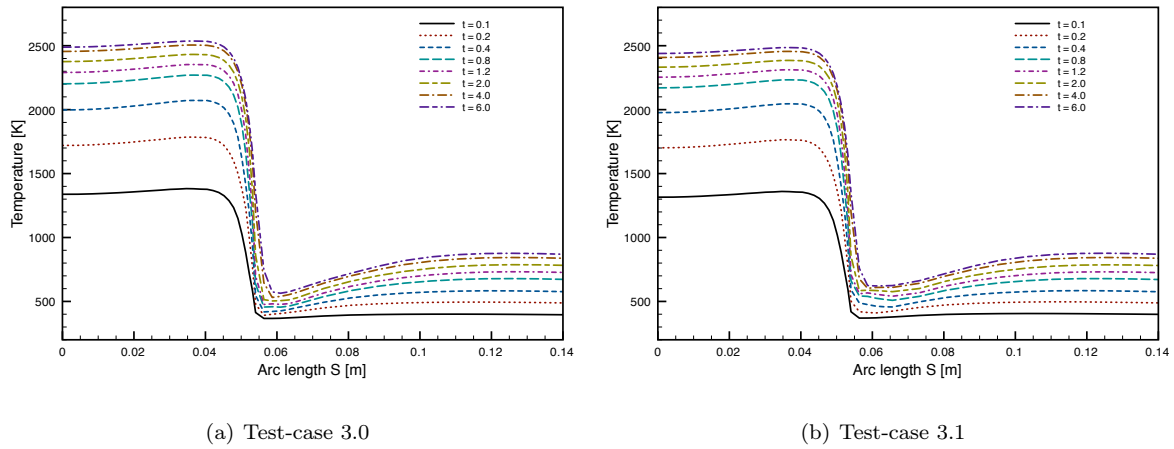 t = 0.1
t = 0.2
t = 0.4
t = 0.8
t = 1.2
t = 2.0
t = 4.0
t = 6.0
2500
2000
1500
1000
500
Temperature [K]
0 0.02 0.04 0.06 0.08 0.1 0.12 0.14
Arc length S [m]
(a) Test-case 3.0
t = 0.1
t = 0.2
t = 0.4
t = 0.8
t = 1.2
t = 2.0
t = 4.0
t = 6.0
2500
2000
1500
1000
500
Temperature [K]
0 0.02 0.04 0.06 0.08 0.1 0.12 0.14
Arc length S [m]
(b) Test-case 3.1